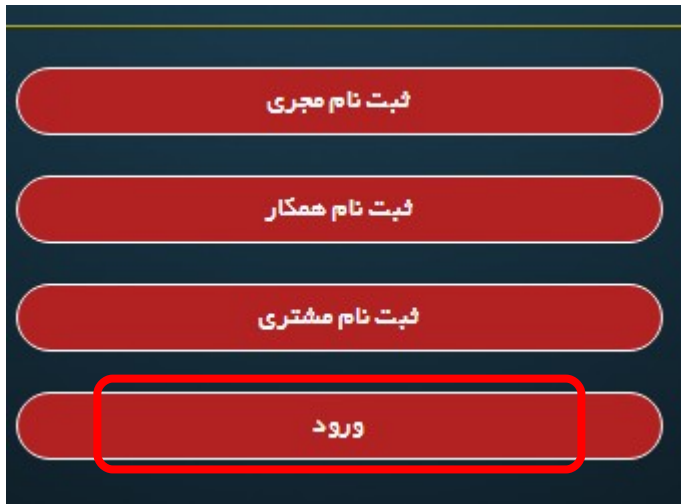 ثبت نام مجری
ثبت نام همکار
ثبت نام مشتری
ورود